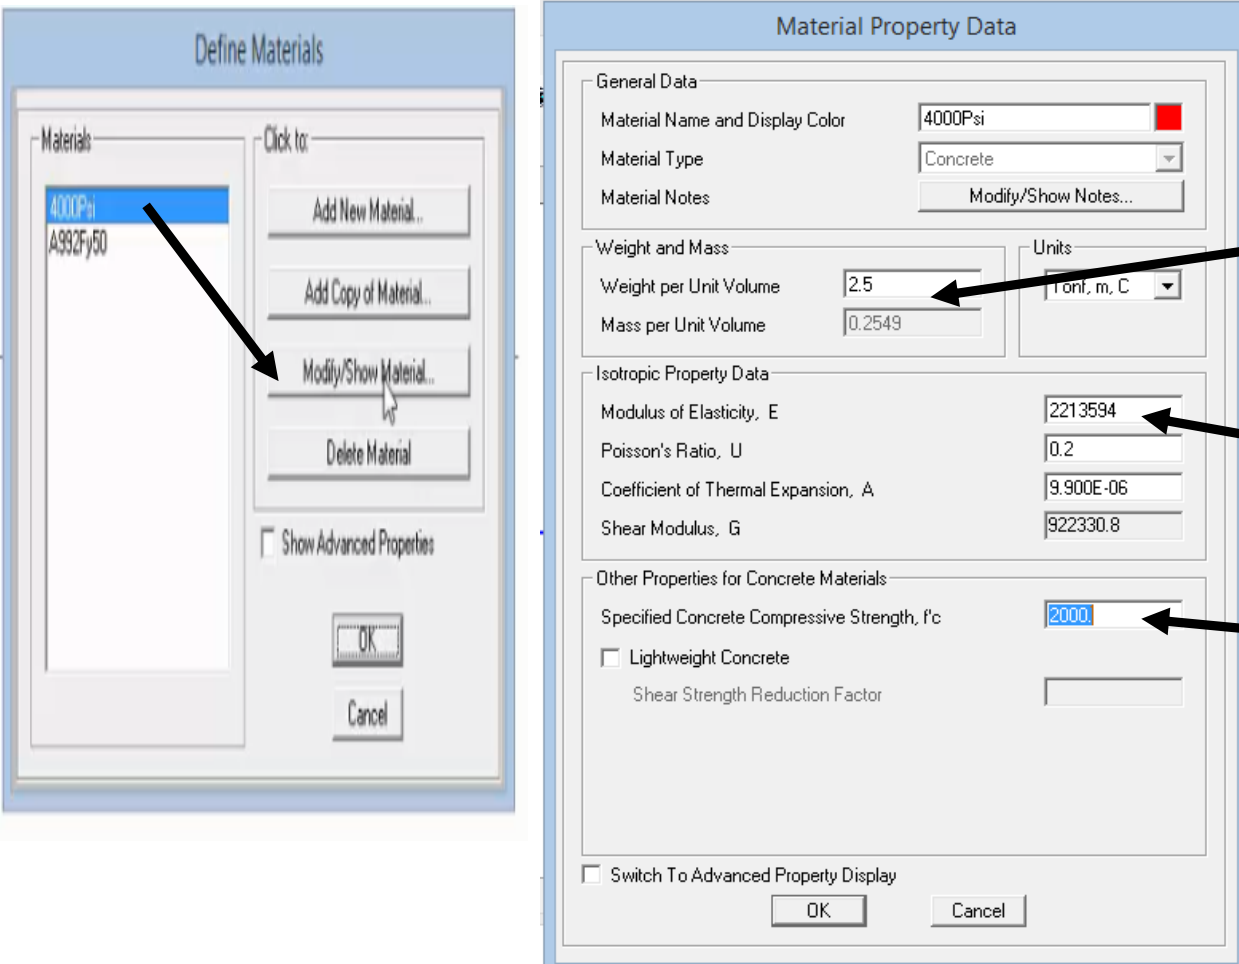 Define Materials
Materials
4000Psi
A992Fy50
Click to:
Add New Material...
Add Copy of Material...
Modify/Show Material...
Delete Material
Show Advanced Properties
OK
Cancel
Material Property Data
General Data
Material Name and Display Color 4000Psi
Material Type Concrete
Material Notes Modify/Show Notes...
Weight and Mass
Weight per Unit Volume 2.5
Mass per Unit Volume 0.2549
Units
Tonf, m, C
Isotropic Property Data
Modulus of Elasticity, E 2213594
Poisson's Ratio, U 0.2
Coefficient of Thermal Expansion, A 9.900E-06
Shear Modulus, G 922330.8
Other Properties for Concrete Materials
Specified Concrete Compressive Strength, f'c 2000.
Lightweight Concrete
Shear Strength Reduction Factor
Switch To Advanced Property Display
OK Cancel